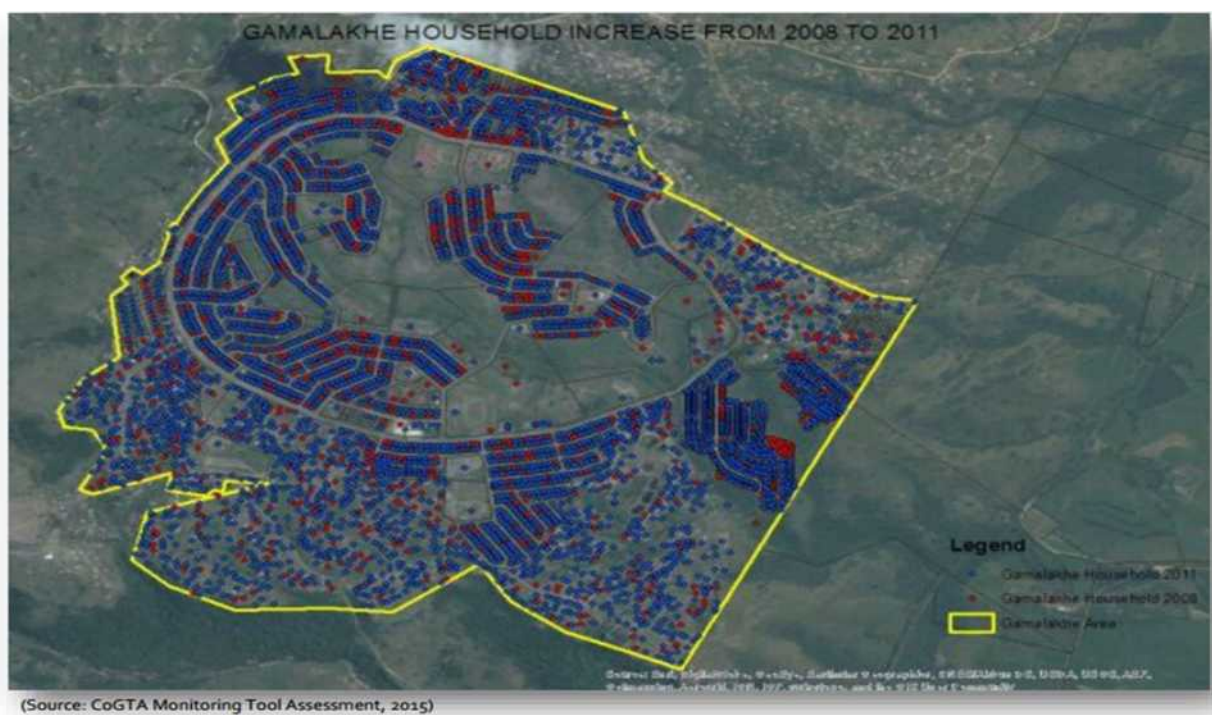 GAMALAKHE HOUSEHOLD INCREASE FROM 2008 TO 2011
Legend
Gamalakhe Household 2011
Gamalakhe Household 2008
Gamalakhe Area
(Source: CoGTA Monitoring Tool Assessment, 2015)